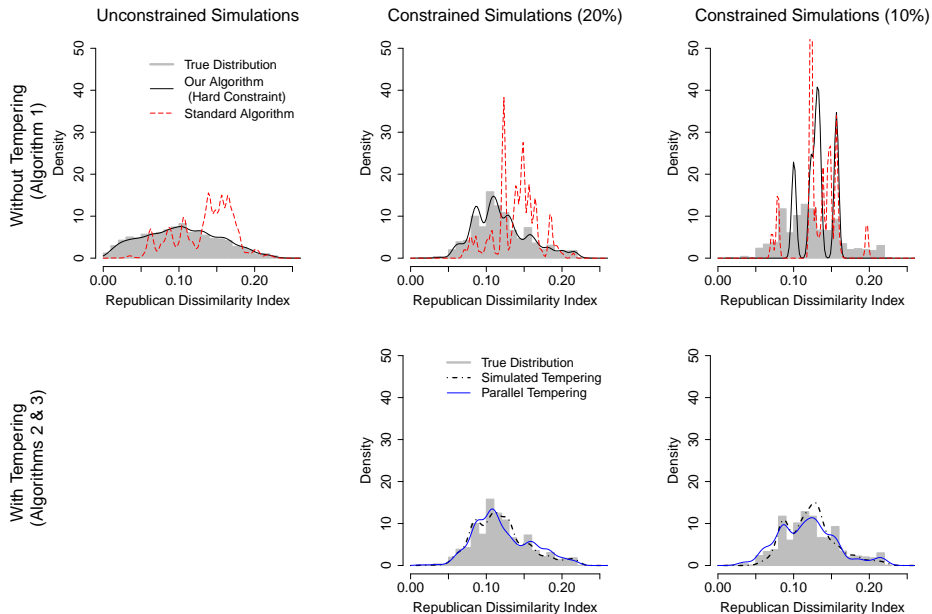 Unconstrained Simulations
Constrained Simulations (20%)
Constrained Simulations (10%)
Without Tempering
(Algorithm 1)
Density
0
10
20
30
40
50
True Distribution
Our Algorithm
(Hard Constraint)
Standard Algorithm
0.00
0.10
0.20
Republican Dissimilarity Index
Density
0
10
20
30
40
50
0.00
0.10
0.20
Republican Dissimilarity Index
Density
0
10
20
30
40
50
0.00
0.10
0.20
Republican Dissimilarity Index
With Tempering
(Algorithms 2 & 3)
Density
0
10
20
30
40
50
True Distribution
Simulated Tempering
Parallel Tempering
0.00
0.10
0.20
Republican Dissimilarity Index
Density
0
10
20
30
40
50
0.00
0.10
0.20
Republican Dissimilarity Index